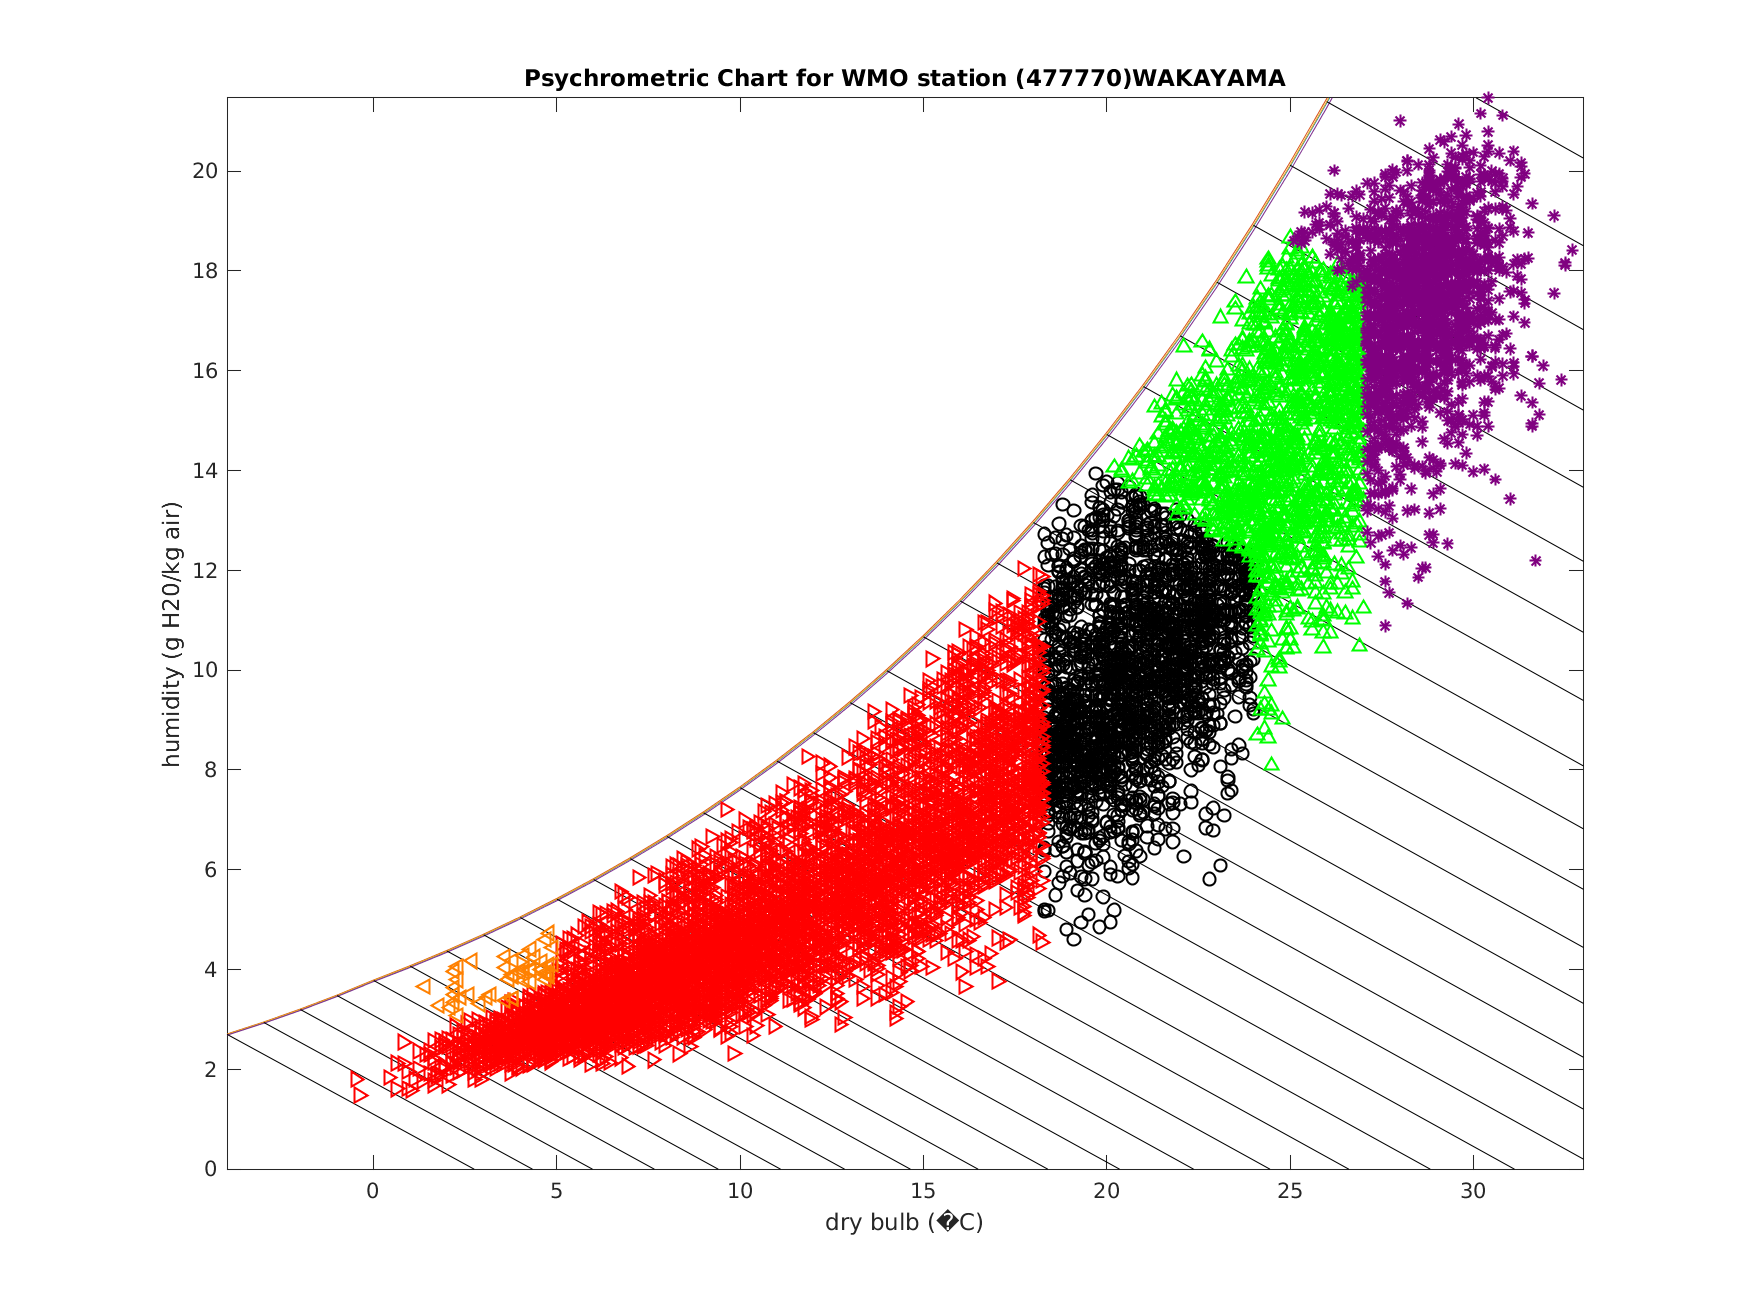 Psychrometric Chart for WMO station (477770)WAKAYAMA
humidity (g H20/kg air)
20
18
16
14
12
10
8
6
4
2
0
0 5 10 15 20 25 30
dry bulb (�C)